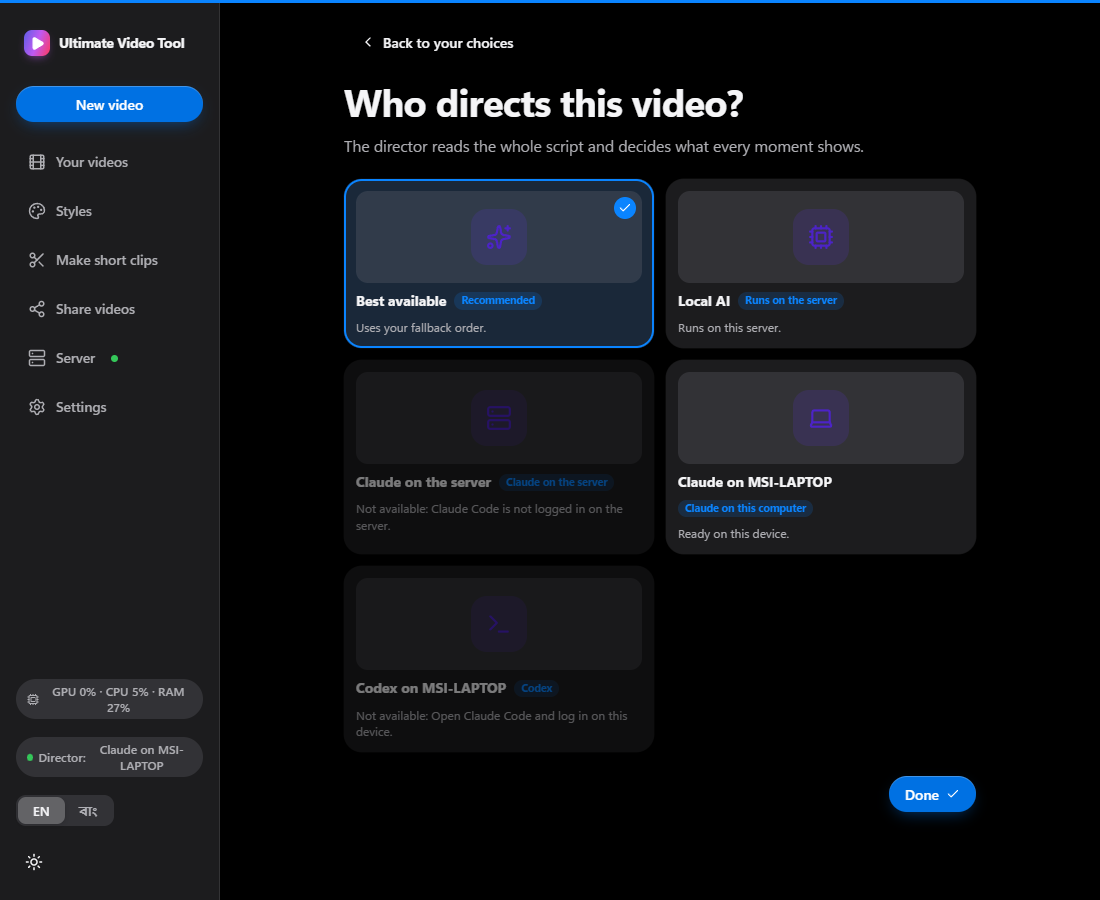 Ultimate Video Tool
New video
Your videos
Styles
Make short clips
Share videos
Server
Settings
GPU 0% · CPU 5% · RAM
27%
Director:
Claude on MSI-
LAPTOP
EN
বাং
Back to your choices
Who directs this video?
The director reads the whole script and decides what every moment shows.
Best available
Recommended
Uses your fallback order.
Local AI
Runs on the server
Runs on this server.
Claude on the server
Claude on the server
Not available: Claude Code is not logged in on the
server.
Claude on MSI-LAPTOP
Claude on this computer
Ready on this device.
Codex on MSI-LAPTOP
Codex
Not available: Open Claude Code and log in on this
device.
Done